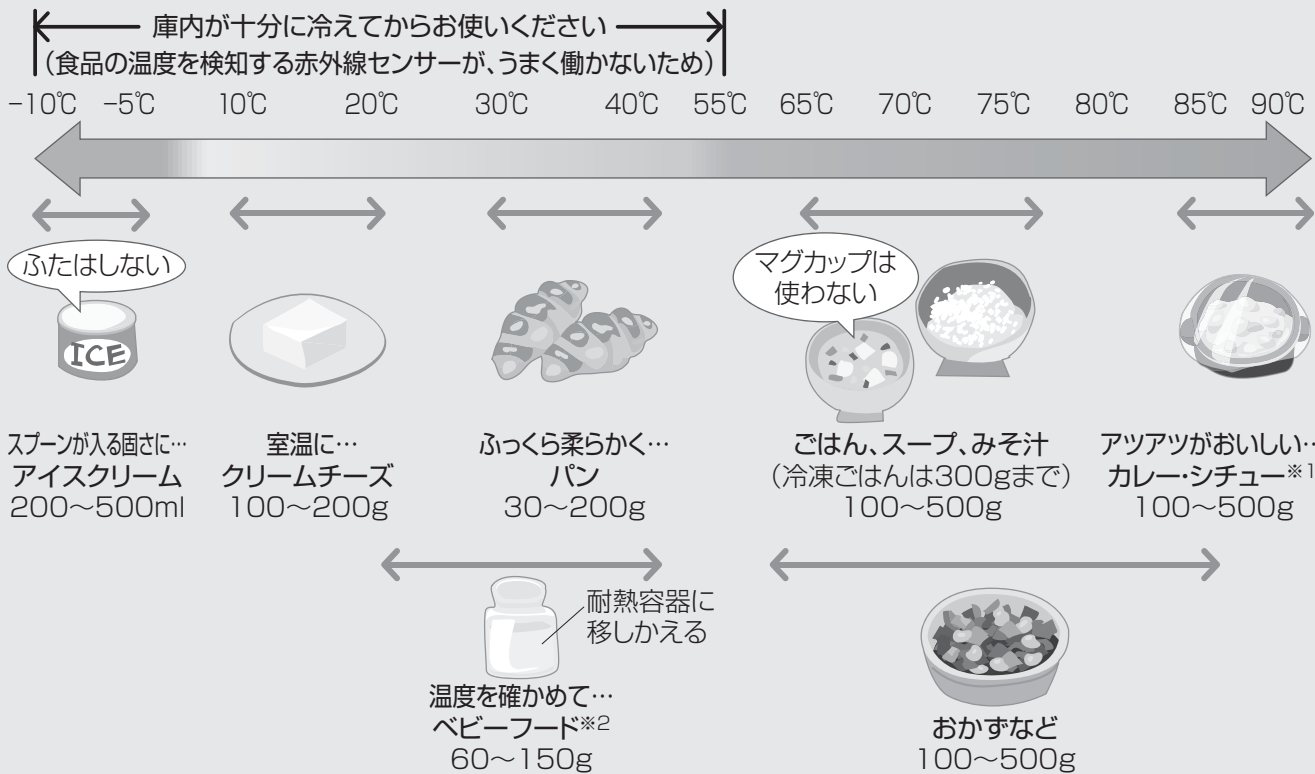 庫内が十分に冷えてからお使いください
(食品の温度を検知する赤外線センサーが、うまく働かないため)
-10℃ -5℃ 10℃ 20℃ 30℃ 40℃ 55℃ 65℃ 70℃ 75℃ 80℃ 85℃ 90℃
ふたはしない
ICE
スプーンが入る固さに…
アイスクリーム
200〜500ml
室温に…
クリームチーズ
100〜200g
ふっくら柔らかく…
パン
30〜200g
マグカップは
使わない
ごはん、スープ、みそ汁
(冷凍ごはんは300gまで)
100〜500g
アツアツがおいしい…
カレー・シチュー※1
100〜500g
耐熱容器に
移しかえる
温度を確かめて…
ベビーフード※2
60〜150g
おかずなど
100〜500g